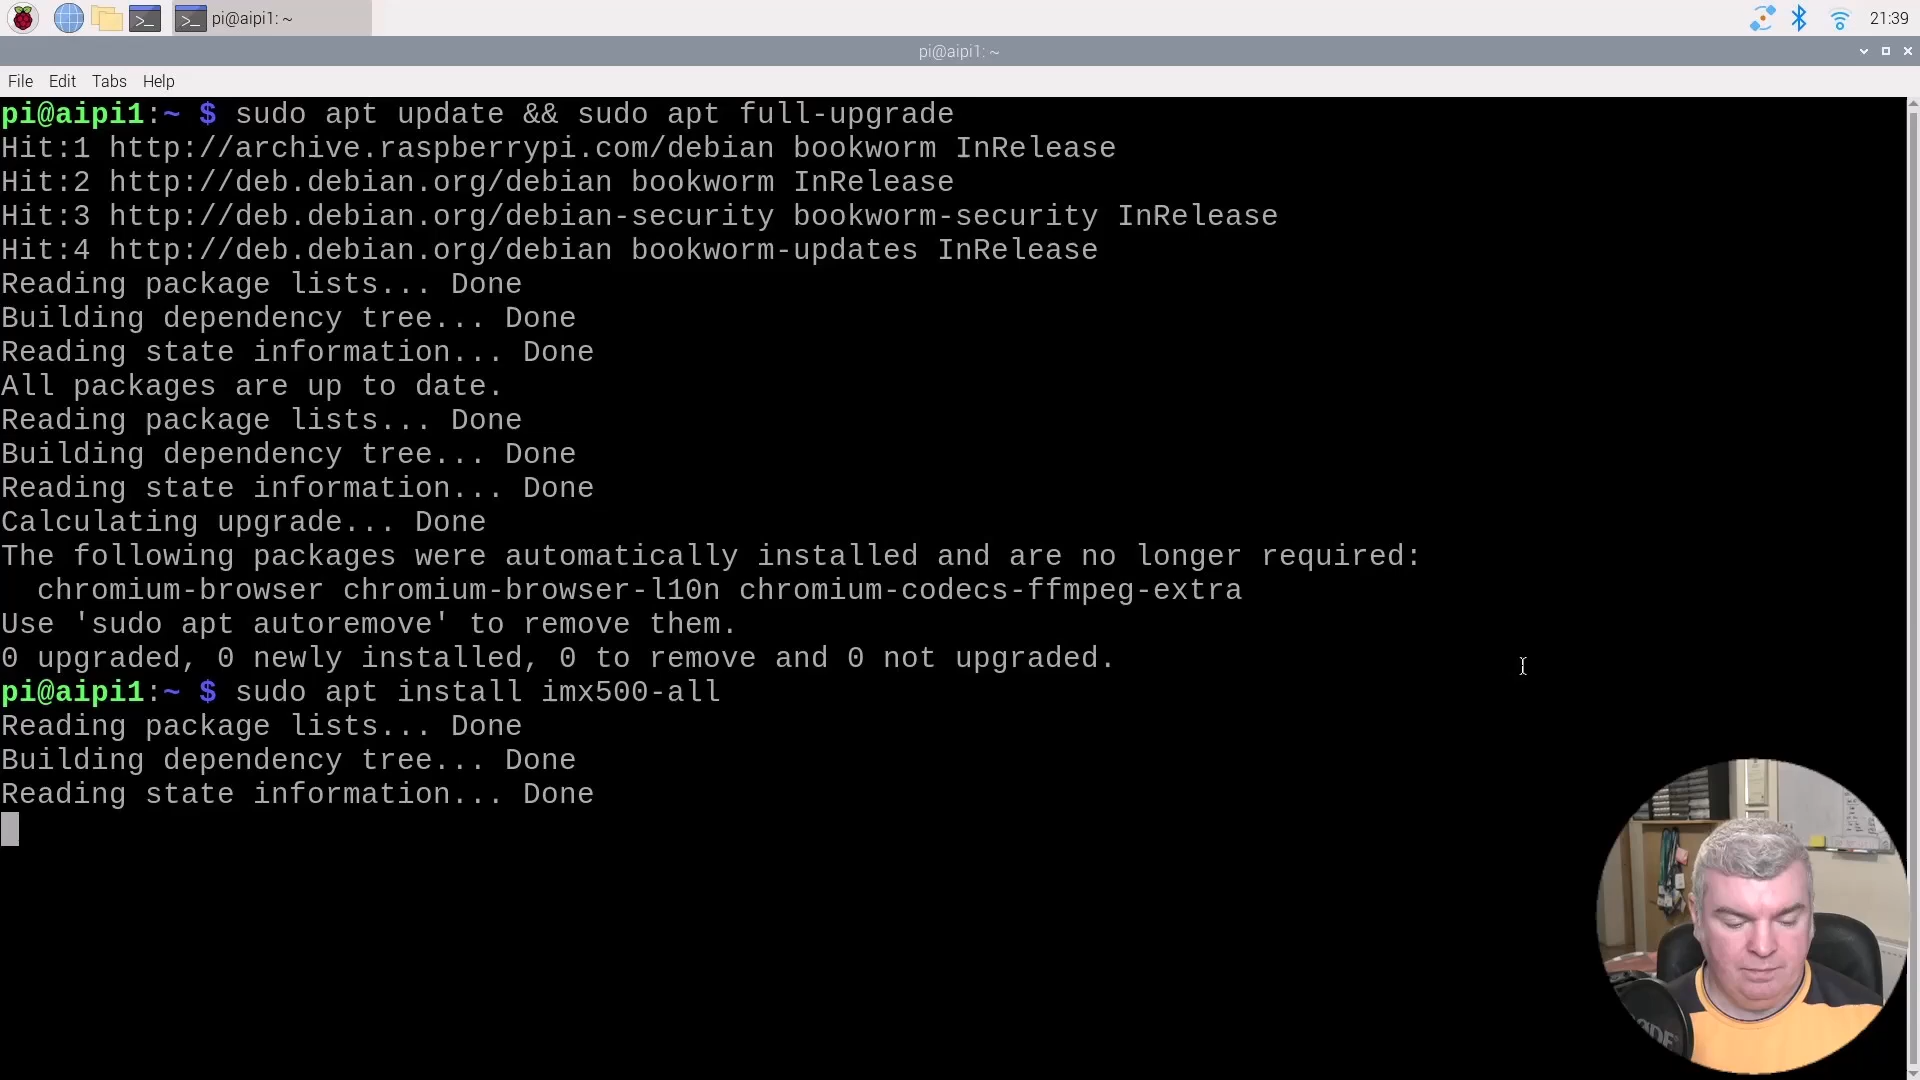 pi@aipi1: ~
21:39
pi@aipi1: ~
File Edit Tabs Help
pi@aipi1:~ $ sudo apt update && sudo apt full-upgrade
Hit:1 http://archive.raspberrypi.com/debian bookworm InRelease
Hit:2 http://deb.debian.org/debian bookworm InRelease
Hit:3 http://deb.debian.org/debian-security bookworm-security InRelease
Hit:4 http://deb.debian.org/debian bookworm-updates InRelease
Reading package lists... Done
Building dependency tree... Done
Reading state information... Done
All packages are up to date.
Reading package lists... Done
Building dependency tree... Done
Reading state information... Done
Calculating upgrade... Done
The following packages were automatically installed and are no longer required:
chromium-browser chromium-browser-l10n chromium-codecs-ffmpeg-extra
Use 'sudo apt autoremove' to remove them.
0 upgraded, 0 newly installed, 0 to remove and 0 not upgraded.
pi@aipi1:~ $ sudo apt install imx500-all
Reading package lists... Done
Building dependency tree... Done
Reading state information... Done